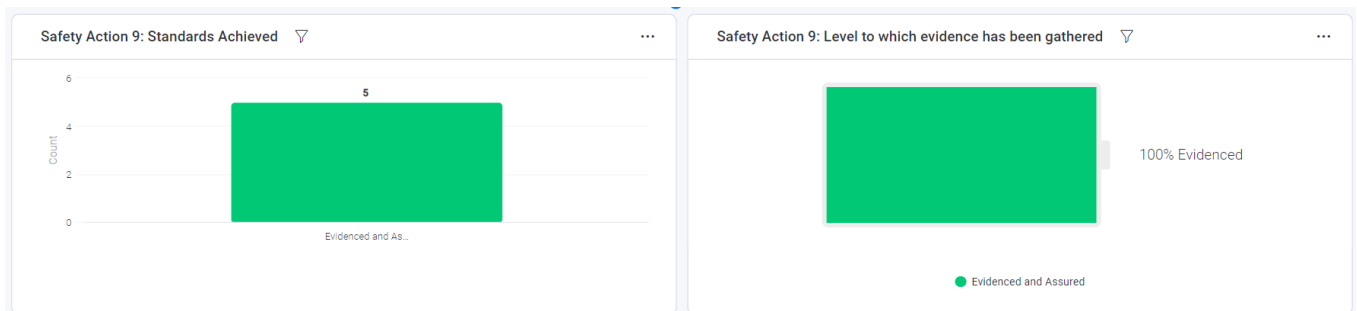 Safety Action 9: Standards Achieved
6
5
4
Count
2
0
Evidenced and As...
Safety Action 9: Level to which evidence has been gathered
100% Evidenced
Evidenced and Assured